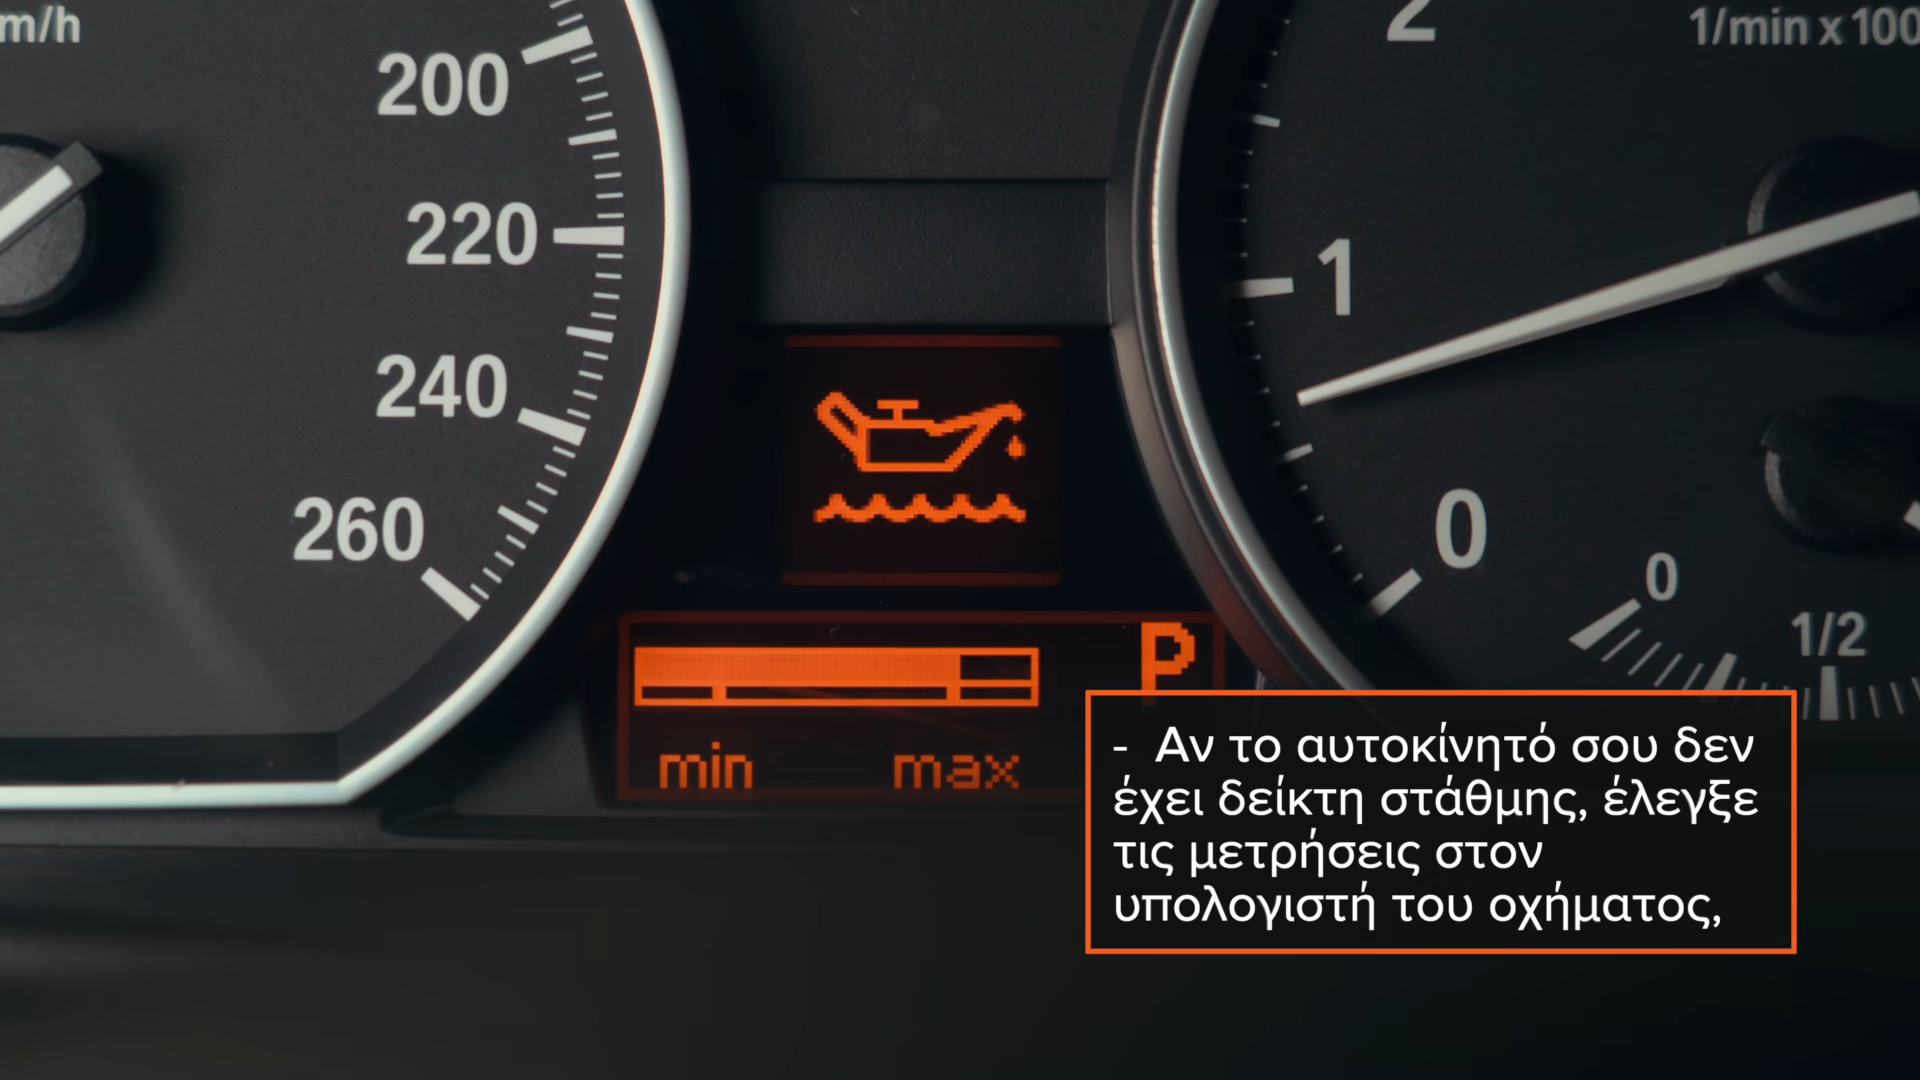 m/h
200
220
240
260
2
1/min x 100
1
0
0
1/2
P
min
max
- Αν το αυτοκίνητό σου δεν
έχει δείκτη στάθμης, έλεγξε
τις μετρήσεις στον
υπολογιστή του οχήματος,